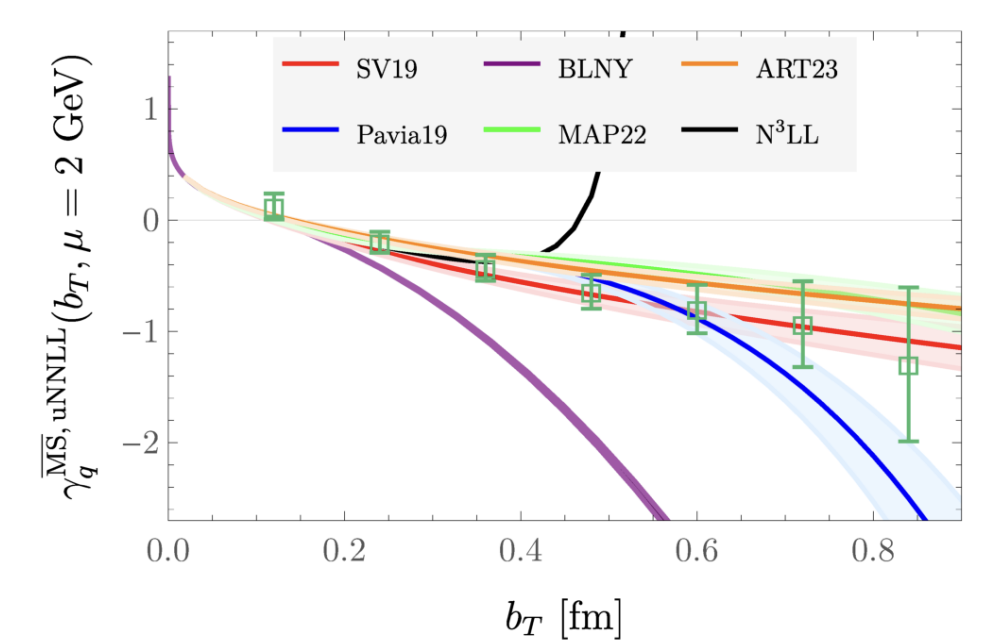 SV19 BLNY ART23
Pavia19 MAP22 N³LL
γ_q^{\overline{MS}, uNNLL}(b_T, μ = 2 GeV)
1
0
−1
−2
0.0 0.2 0.4 0.6 0.8
b_T [fm]